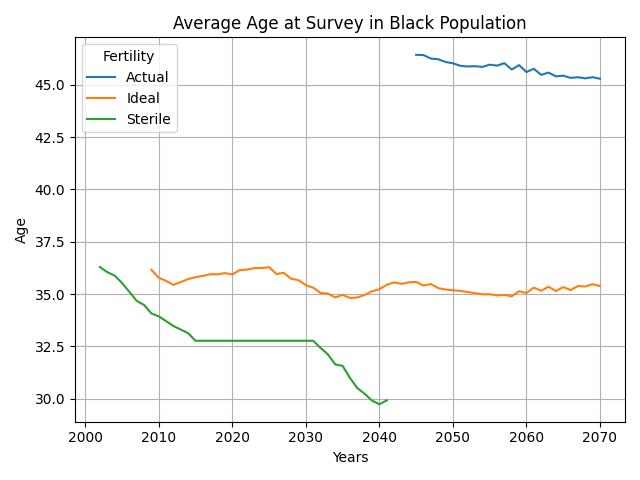 Average Age at Survey in Black Population
Fertility
Actual
Ideal
Sterile
Age
45.0
42.5
40.0
37.5
35.0
32.5
30.0
2000 2010 2020 2030 2040 2050 2060 2070
Years